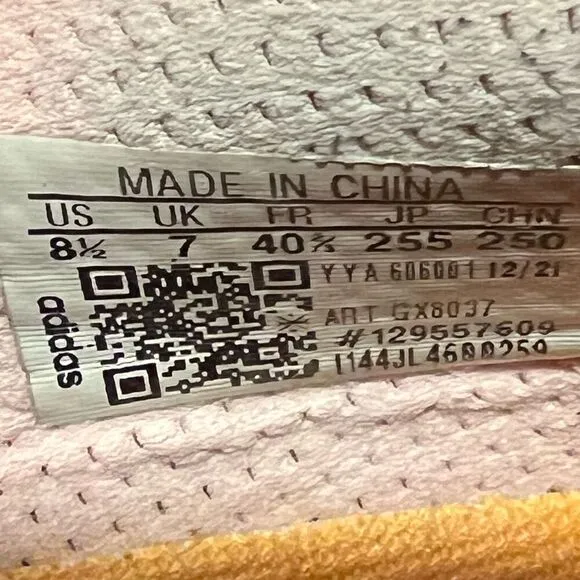 MADE IN CHINA
US UK FR JP CHN
8½ 7 40⅔ 255 250
adidas
YYA 606001 12/21
ART GX8037
#129557609